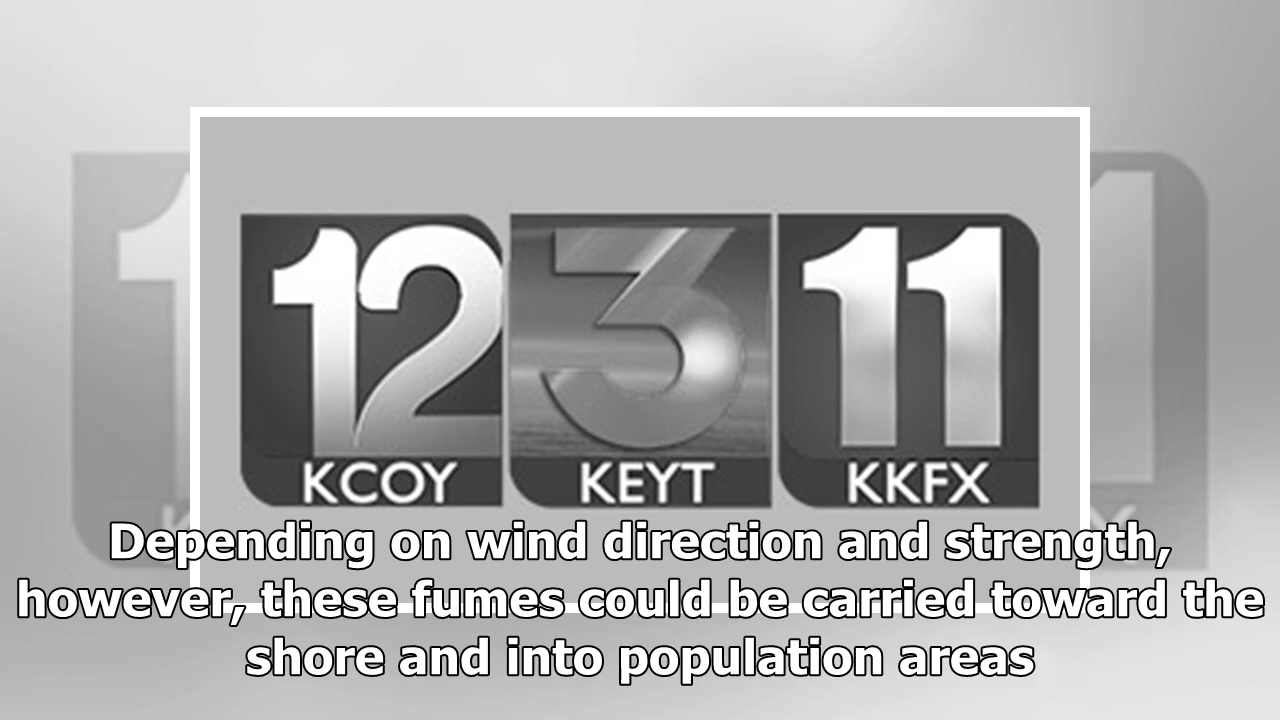 12 3 11
KCOY KEYT KKFX
Depending on wind direction and strength,
however, these fumes could be carried toward the
shore and into population areas